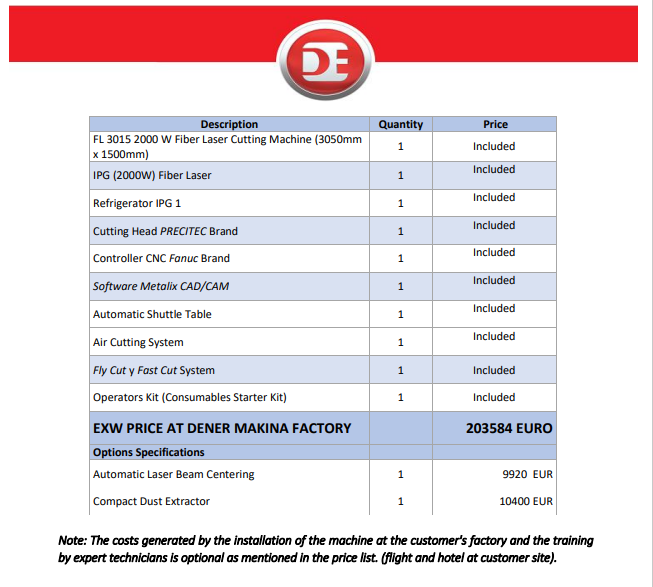 DE
Description Quantity Price
FL 3015 2000 W Fiber Laser Cutting Machine (3050mm
x 1500mm) 1 Included
IPG (2000W) Fiber Laser 1 Included
Refrigerator IPG 1 1 Included
Cutting Head PRECITEC Brand 1 Included
Controller CNC Fanuc Brand 1 Included
Software Metalix CAD/CAM 1 Included
Automatic Shuttle Table 1 Included
Air Cutting System 1 Included
Fly Cut y Fast Cut System 1 Included
Operators Kit (Consumables Starter Kit) 1 Included
EXW PRICE AT DENER MAKINA FACTORY 203584 EURO
Options Specifications
Automatic Laser Beam Centering 1 9920 EUR
Compact Dust Extractor 1 10400 EUR
Note: The costs generated by the installation of the machine at the customer's factory and the training
by expert technicians is optional as mentioned in the price list. (flight and hotel at customer site).